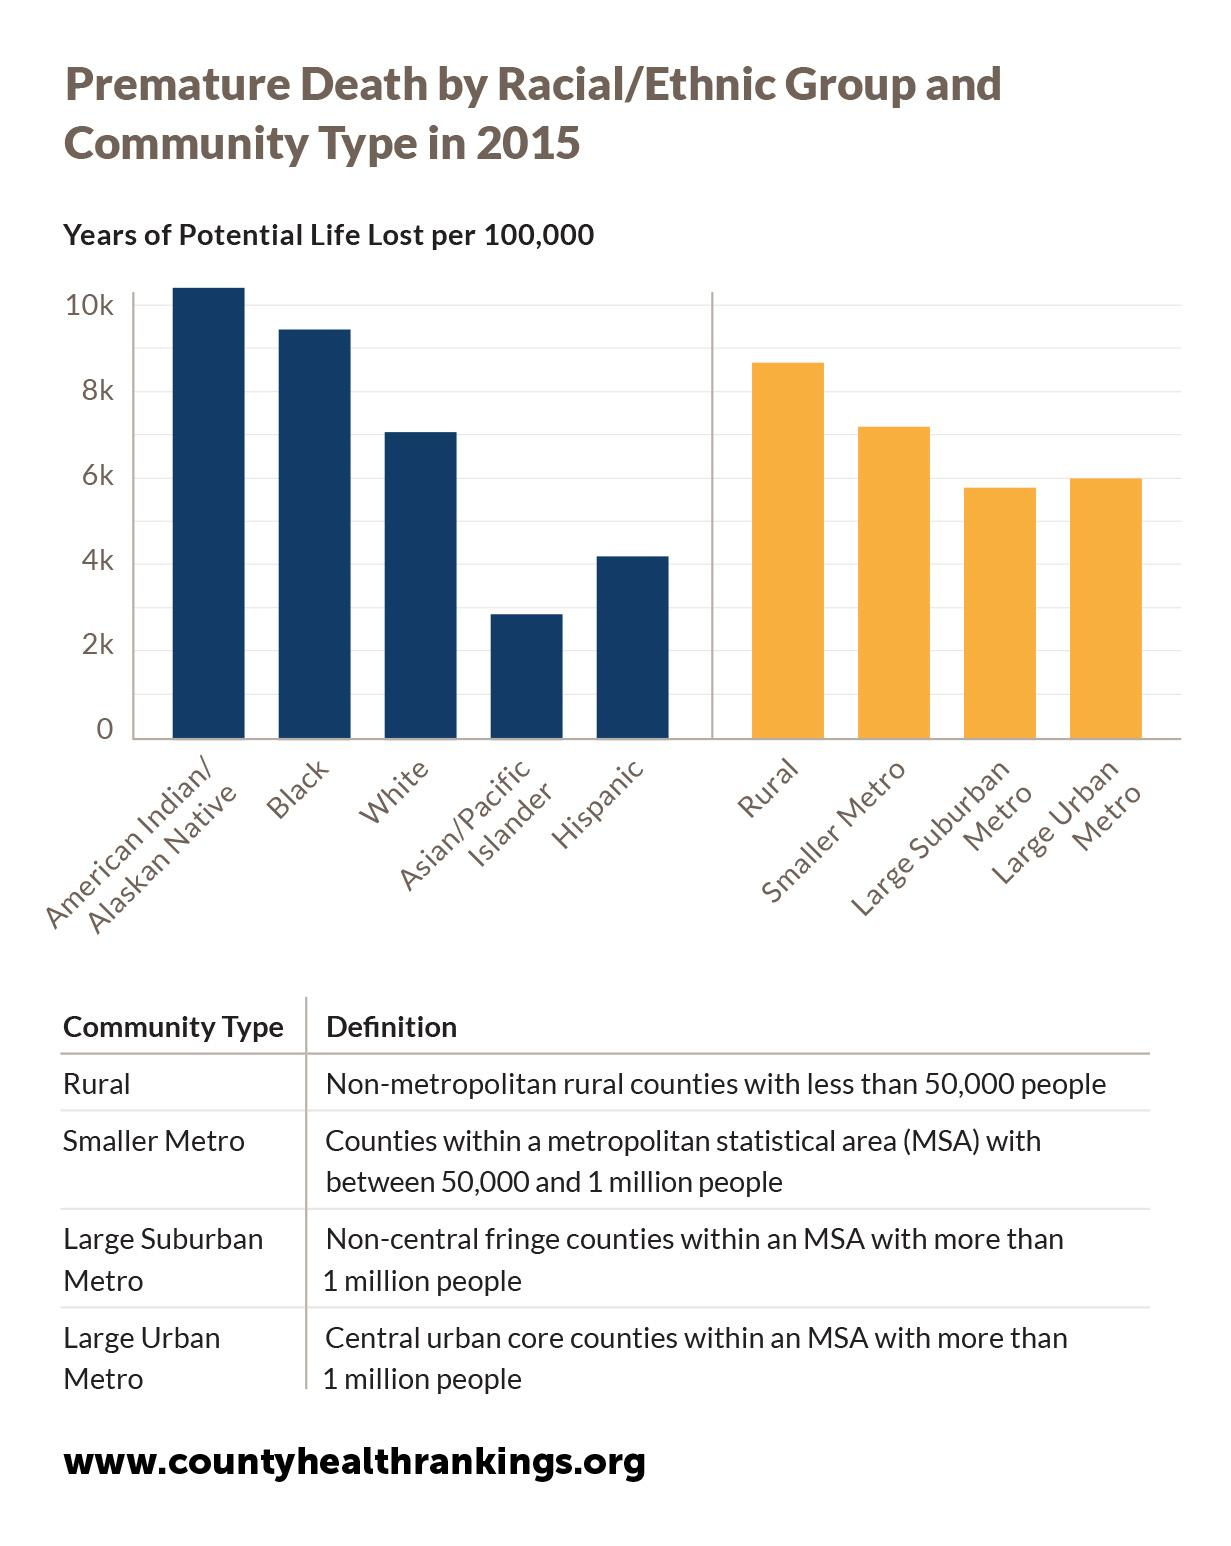 Premature Death by Racial/Ethnic Group and
Community Type in 2015
Years of Potential Life Lost per 100,000
10k
8k
6k
4k
2k
0
American Indian/
Alaskan Native
Black
White
Asian/Pacific
Islander
Hispanic
Rural
Smaller Metro
Large Suburban
Metro
Large Urban
Metro
Community Type
Definition
Rural
Non-metropolitan rural counties with less than 50,000 people
Smaller Metro
Counties within a metropolitan statistical area (MSA) with
between 50,000 and 1 million people
Large Suburban
Metro
Non-central fringe counties within an MSA with more than
1 million people
Large Urban
Metro
Central urban core counties within an MSA with more than
1 million people
www.countyhealthrankings.org